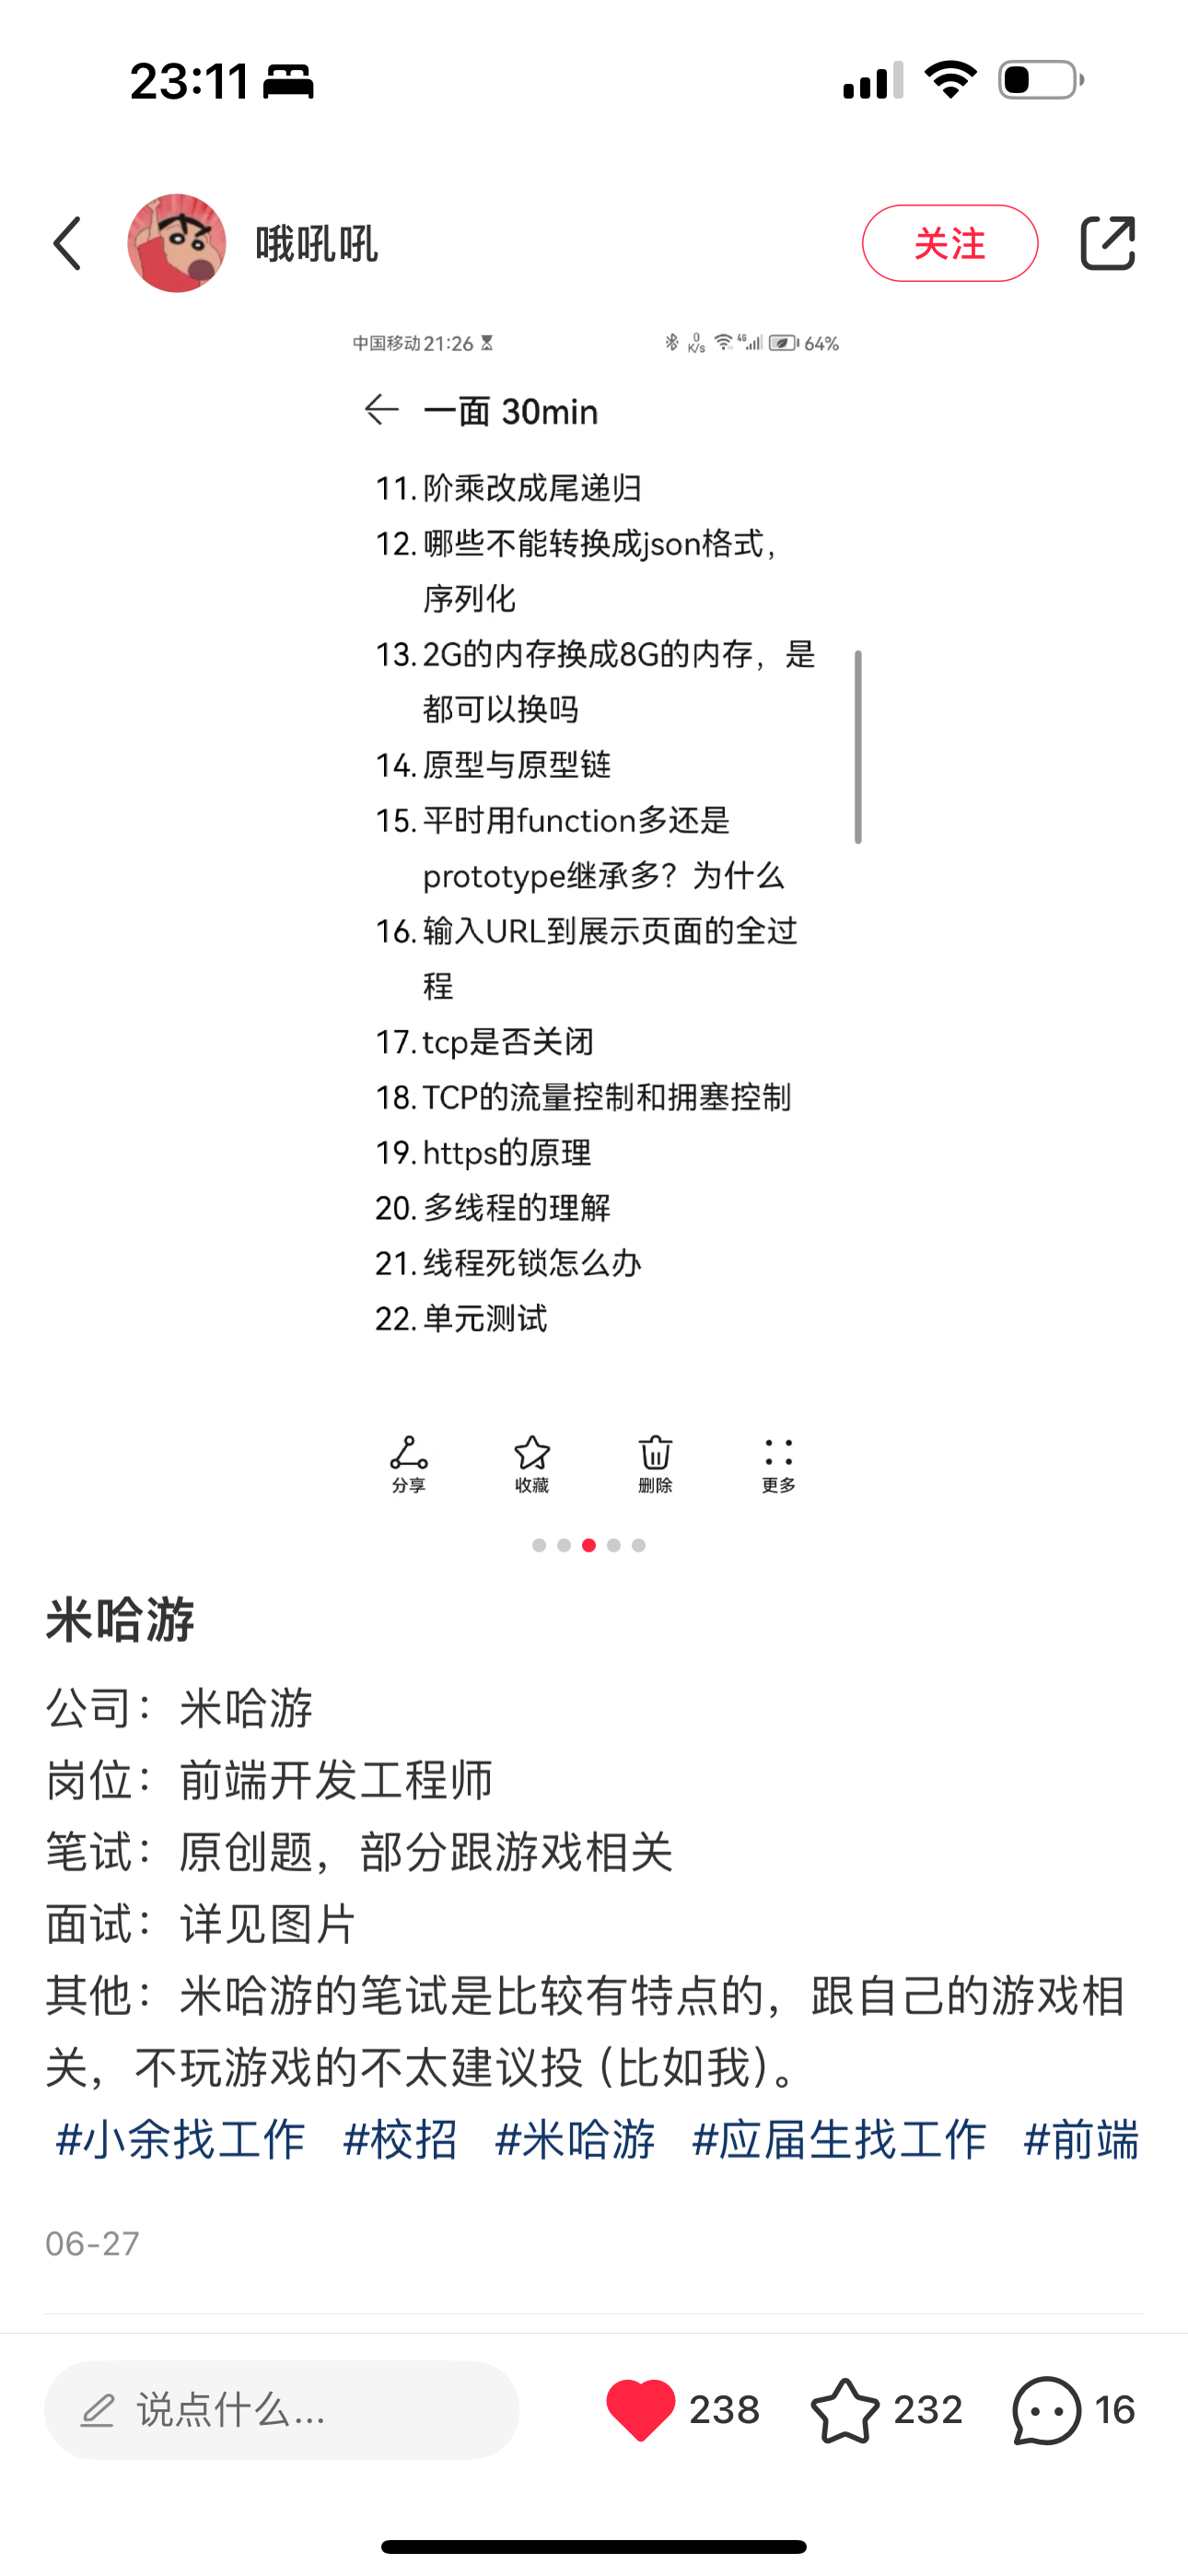 23:11
哦吼吼
关注
中国移动 21:26 0 K/s 4G 64%
一面 30min
11. 阶乘改成尾递归
12. 哪些不能转换成json格式，
序列化
13. 2G的内存换成8G的内存，是
都可以换吗
14. 原型与原型链
15. 平时用function多还是
prototype继承多？为什么
16. 输入URL到展示页面的全过
程
17. tcp是否关闭
18. TCP的流量控制和拥塞控制
19. https的原理
20. 多线程的理解
21. 线程死锁怎么办
22. 单元测试
分享 收藏 删除 更多
米哈游
公司：米哈游
岗位：前端开发工程师
笔试：原创题，部分跟游戏相关
面试：详见图片
其他：米哈游的笔试是比较有特点的，跟自己的游戏相
关，不玩游戏的不太建议投（比如我）。
#小余找工作 #校招 #米哈游 #应届生找工作 #前端
06-27
说点什么... 238 232 16